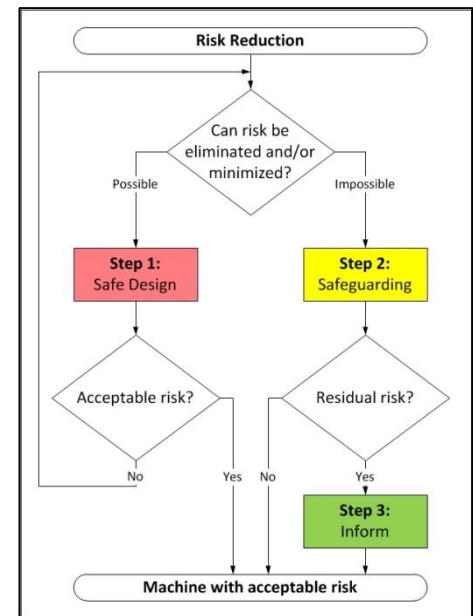 Risk Reduction
Can risk be
eliminated and/or
minimized?
Possible
Impossible
Step 1:
Safe Design
Step 2:
Safeguarding
Acceptable risk?
Residual risk?
No
Yes
No
Yes
Step 3:
Inform
Machine with acceptable risk